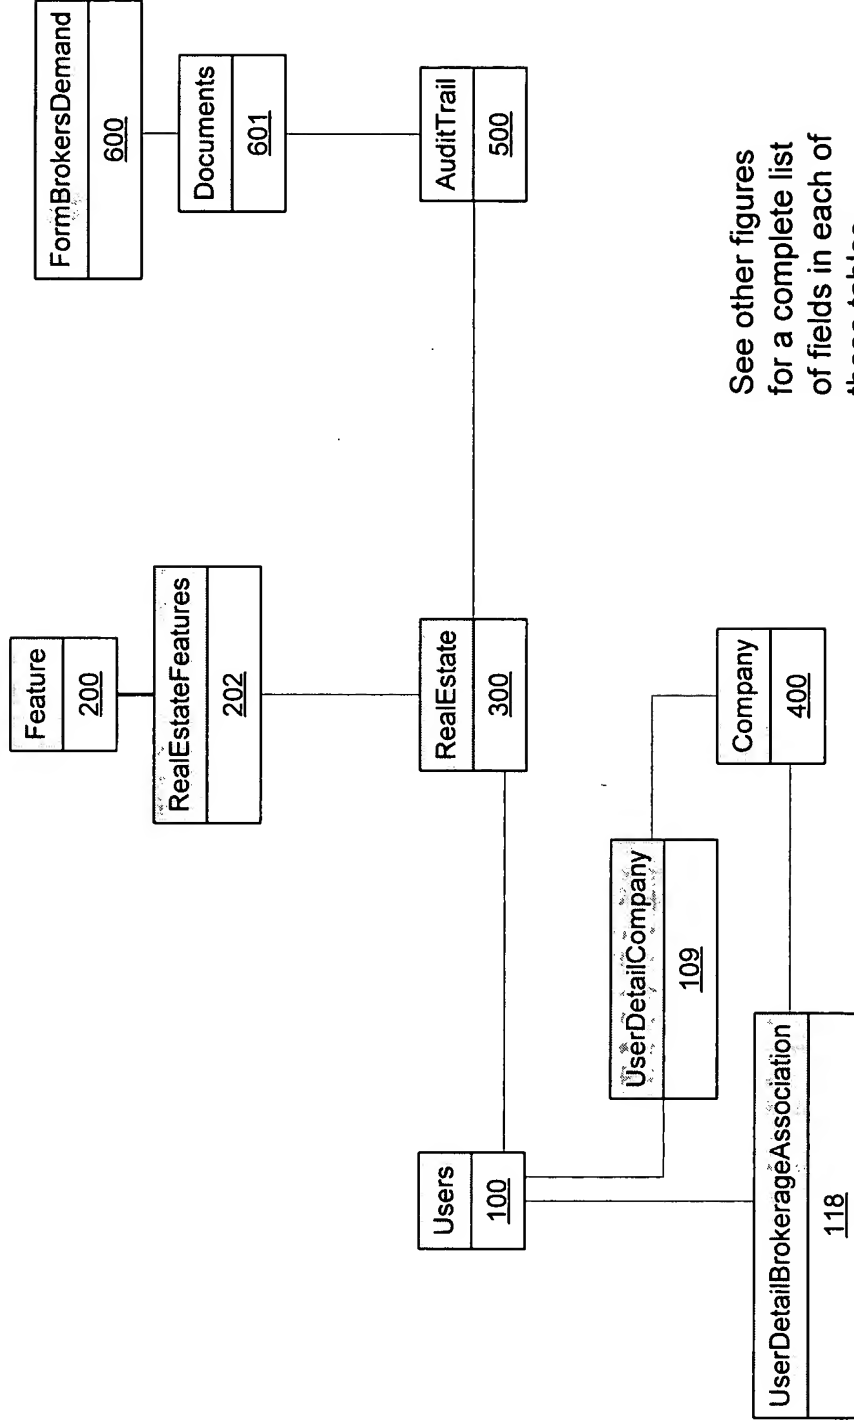 Feature
200
FormBrokersDemand
600
RealEstateFeatures
202
Documents
601
Users
100
RealEstate
300
AuditTrail
500
UserDetailCompany
109
Company
400
UserDetailBrokerageAssociation
118
See other figures
for a complete list
of fields in each of